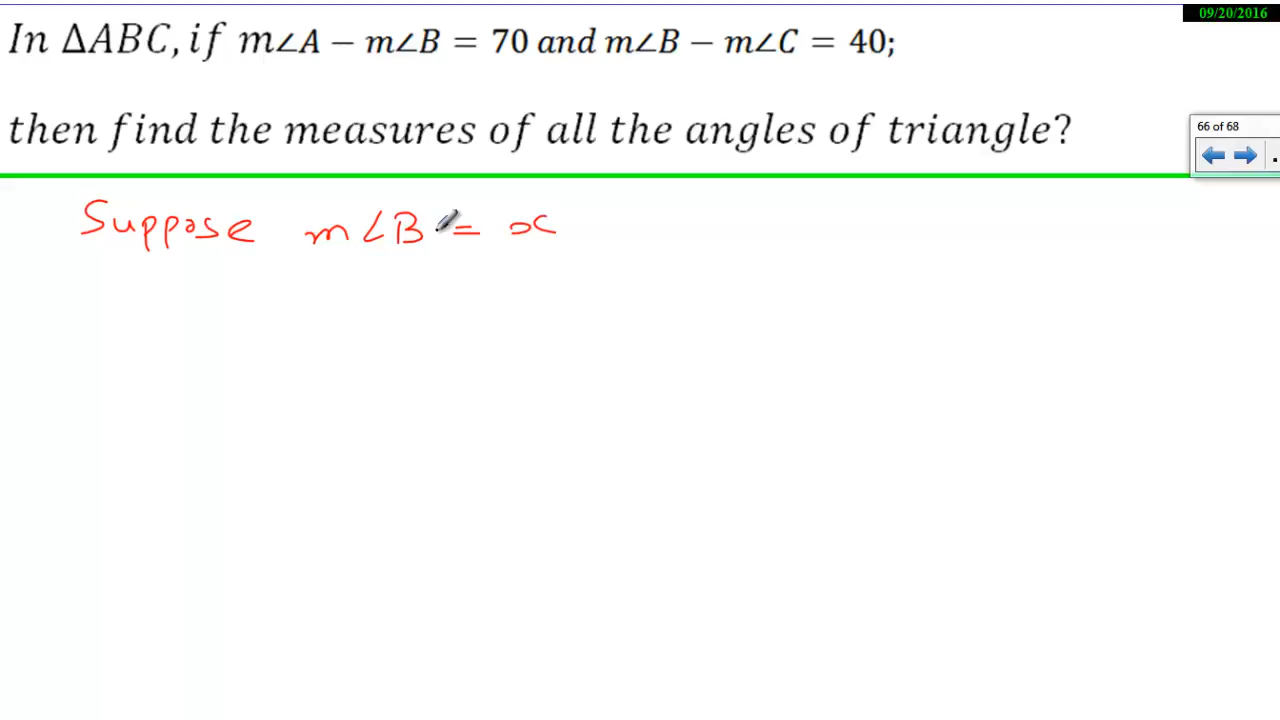 09/20/2016
In ΔABC, if m∠A − m∠B = 70 and m∠B − m∠C = 40;
then find the measures of all the angles of triangle?
66 of 68
Suppose m∠B = x